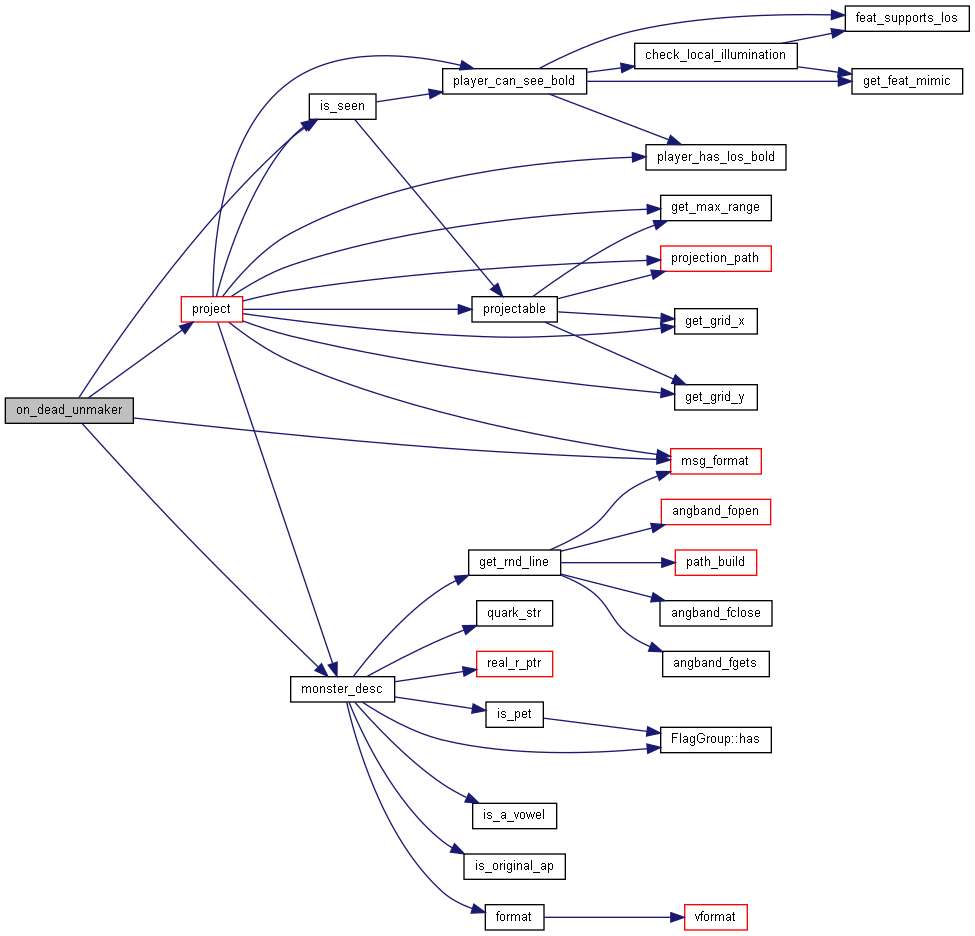 feat_supports_los
check_local_illumination
player_can_see_bold
get_feat_mimic
is_seen
player_has_los_bold
get_max_range
projection_path
project
projectable
get_grid_x
get_grid_y
on_dead_unmaker
msg_format
angband_fopen
get_rnd_line
path_build
quark_str
angband_fclose
real_r_ptr
angband_fgets
monster_desc
is_pet
FlagGroup::has
is_a_vowel
is_original_ap
format
vformat